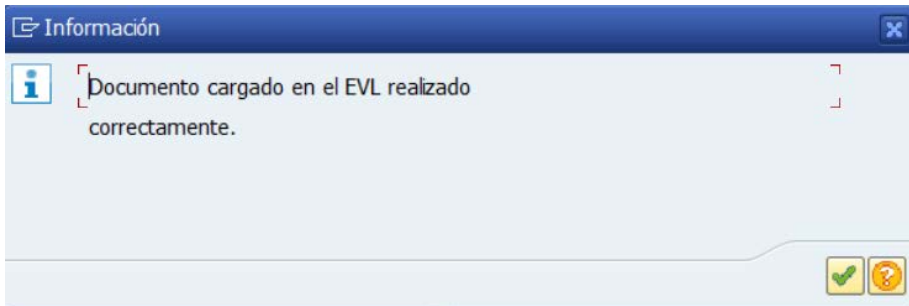 Información
Documento cargado en el EVL realizado
correctamente.